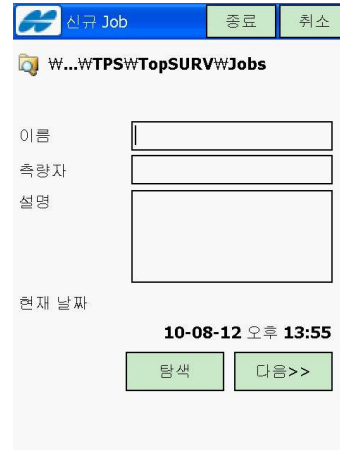 신규 Job 종료 취소
₩...₩TPS₩TopSURV₩Jobs
이름
측량자
설명
현재 날짜
10-08-12 오후 13:55
탐색 다음>>